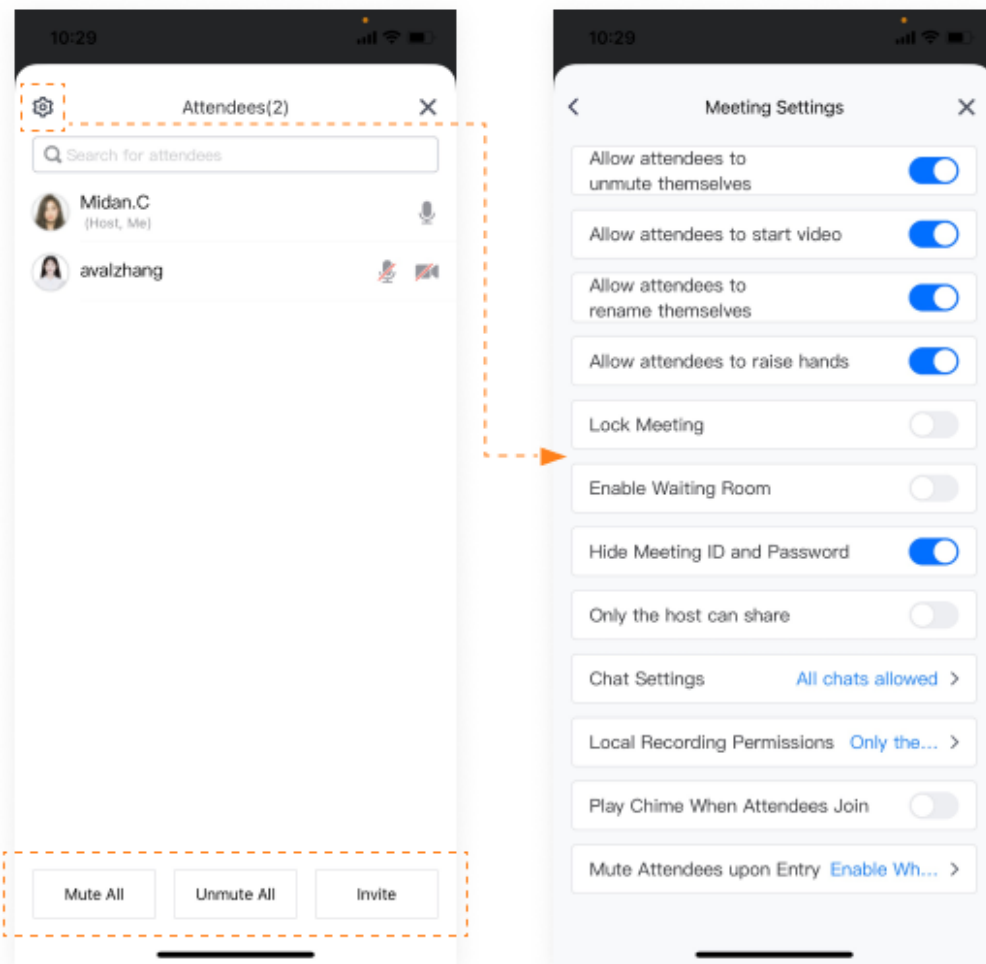 10:29
Attendees(2)
Search for attendees
Midan.C
(Host, Me)
avalzhang
Mute All
Unmute All
Invite
10:29
Meeting Settings
Allow attendees to
unmute themselves
Allow attendees to start video
Allow attendees to
rename themselves
Allow attendees to raise hands
Lock Meeting
Enable Waiting Room
Hide Meeting ID and Password
Only the host can share
Chat Settings All chats allowed
Local Recording Permissions Only the...
Play Chime When Attendees Join
Mute Attendees upon Entry Enable Wh...